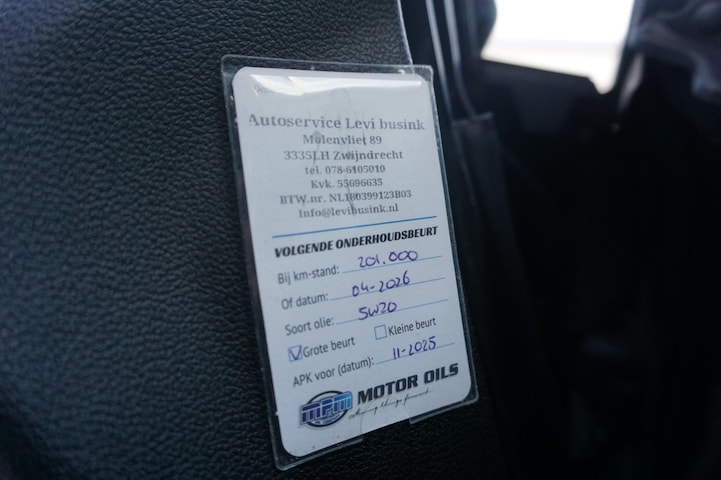 Autoservice Levi busink
Molenvliet 89
3335LH Zwijndrecht
tel. 078-6105010
Kvk. 55696635
BTW.nr. NL180399123B03
Info@levibusink.nl
VOLGENDE ONDERHOUDSBEURT
Bij km-stand: 201.000
Of datum: 04-2026
Soort olie: 5W20
Grote beurt Kleine beurt
APK voor (datum): 11-2025
MPM MOTOR OILS